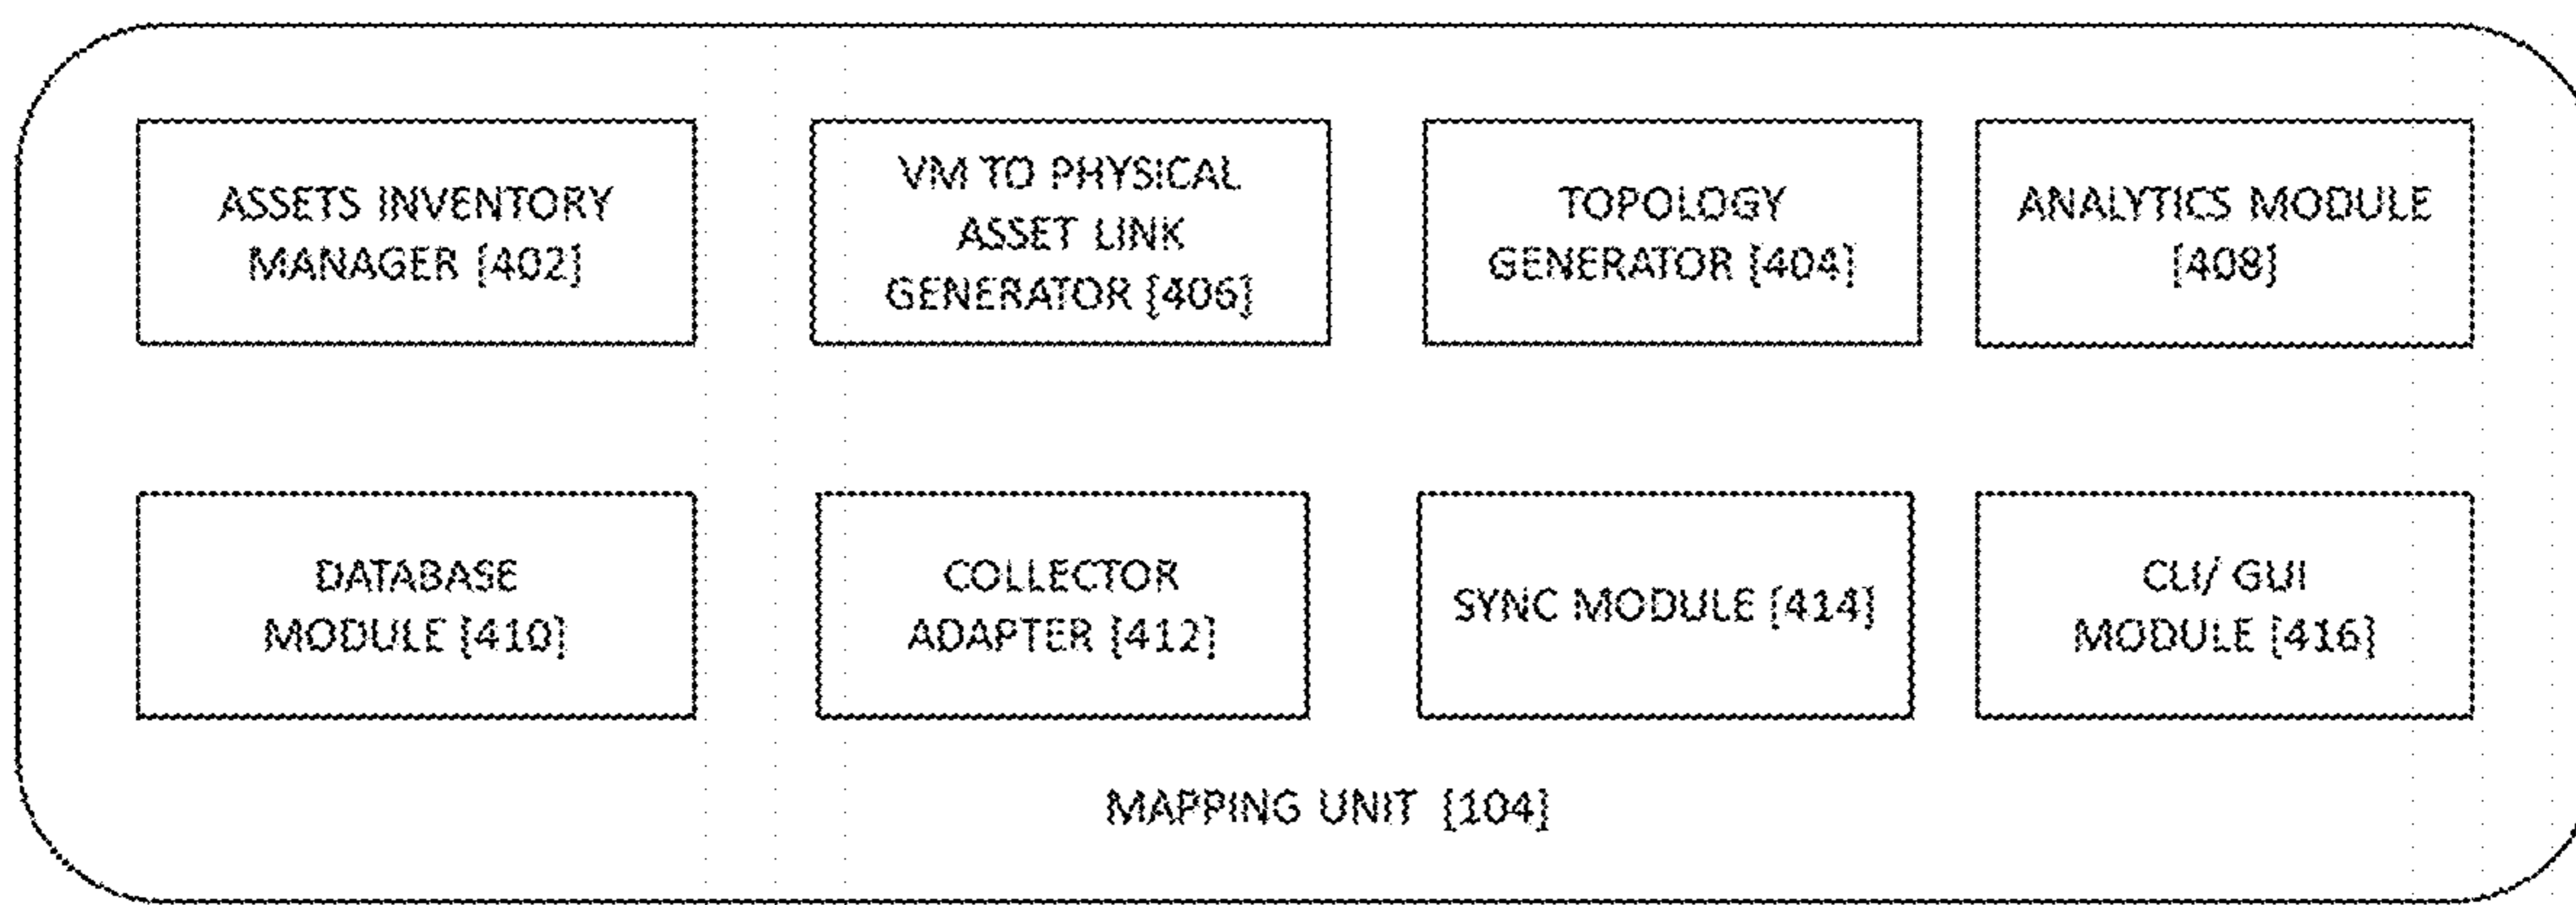 ASSETS INVENTORY
MANAGER [402]
VM TO PHYSICAL
ASSET LINK
GENERATOR [406]
TOPOLOGY
GENERATOR [404]
ANALYTICS MODULE
[408]
DATABASE
MODULE [410]
COLLECTOR
ADAPTER [412]
SYNC MODULE [414]
CLI/ GUI
MODULE [416]
MAPPING UNIT [104]